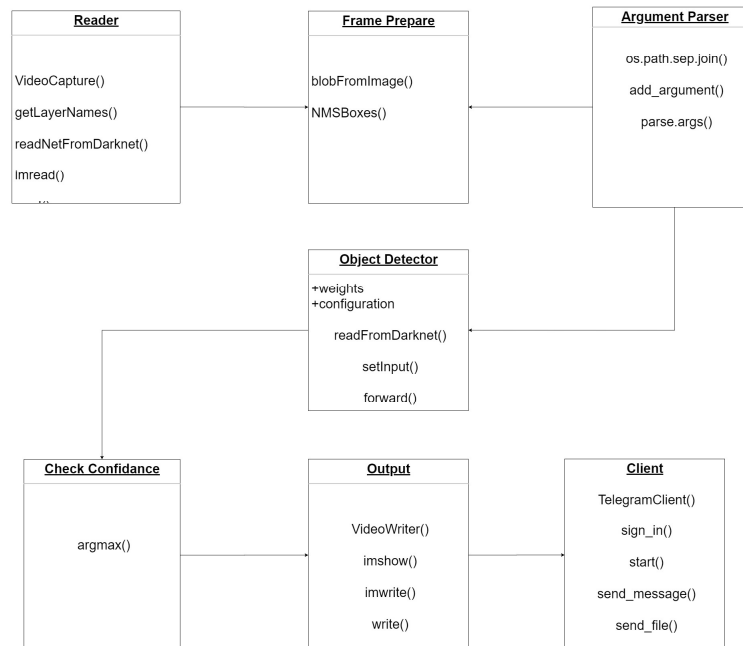 Reader
VideoCapture()
getLayerNames()
readNetFromDarknet()
imread()
Frame Prepare
blobFromImage()
NMSBoxes()
Argument Parser
os.path.sep.join()
add_argument()
parse.args()
Object Detector
+weights
+configuration
readFromDarknet()
setInput()
forward()
Check Confidance
argmax()
Output
VideoWriter()
imshow()
imwrite()
write()
Client
TelegramClient()
sign_in()
start()
send_message()
send_file()